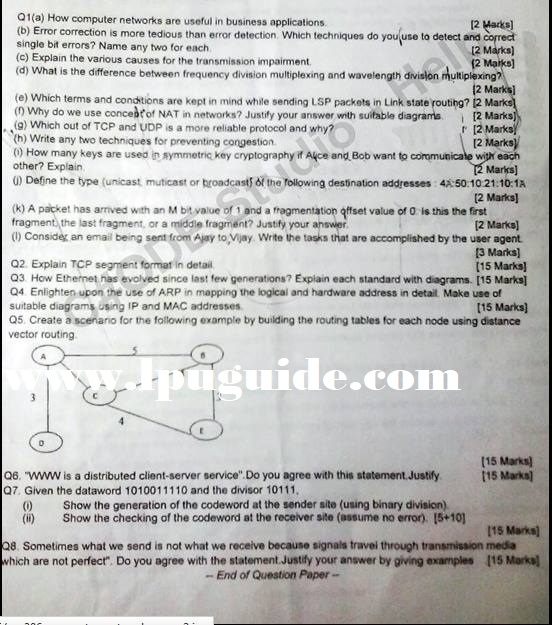 Q1(a) How computer networks are useful in business applications. [2 Marks]
(b) Error correction is more tedious than error detection. Which techniques do you use to detect and correct
single bit errors? Name any two for each. [2 Marks]
(c) Explain the various causes for the transmission impairment. [2 Marks]
(d) What is the difference between frequency division multiplexing and wavelength division multiplexing?
[2 Marks]
(e) Which terms and conditions are kept in mind while sending LSP packets in Link state routing? [2 Marks]
(f) Why do we use concept of NAT in networks? Justify your answer with suitable diagrams. [2 Marks]
(g) Which out of TCP and UDP is a more reliable protocol and why? [2 Marks]
(h) Write any two techniques for preventing congestion. [2 Marks]
(i) How many keys are used in symmetric key cryptography if Alice and Bob want to communicate with each
other? Explain. [2 Marks]
(j) Define the type (unicast, muticast or broadcast) of the following destination addresses : 4A:50:10:21:10:1A
[2 Marks]
(k) A packet has arrived with an M bit value of 1 and a fragmentation offset value of 0. is this the first
fragment, the last fragment, or a middle fragment? Justify your answer. [2 Marks]
(l) Consider an email being sent from Ajay to Vijay. Write the tasks that are accomplished by the user agent.
[3 Marks]
Q2. Explain TCP segment format in detail. [15 Marks]
Q3. How Ethernet has evolved since last few generations? Explain each standard with diagrams. [15 Marks]
Q4. Enlighten upon the use of ARP in mapping the logical and hardware address in detail. Make use of
suitable diagrams using IP and MAC addresses. [15 Marks]
Q5. Create a scenario for the following example by building the routing tables for each node using distance
vector routing.
A 5 B
www.lpuguide.com
C
3 3
4
D E
[15 Marks]
Q6. "WWW is a distributed client-server service".Do you agree with this statement.Justify. [15 Marks]
Q7. Given the dataword 1010011110 and the divisor 10111,
(i) Show the generation of the codeword at the sender site (using binary division).
(ii) Show the checking of the codeword at the receiver site (assume no error). [5+10]
[15 Marks]
Q8. Sometimes what we send is not what we receive because signals travel through transmission media
which are not perfect". Do you agree with the statement.Justify your answer by giving examples .[15 Marks]
-- End of Question Paper --